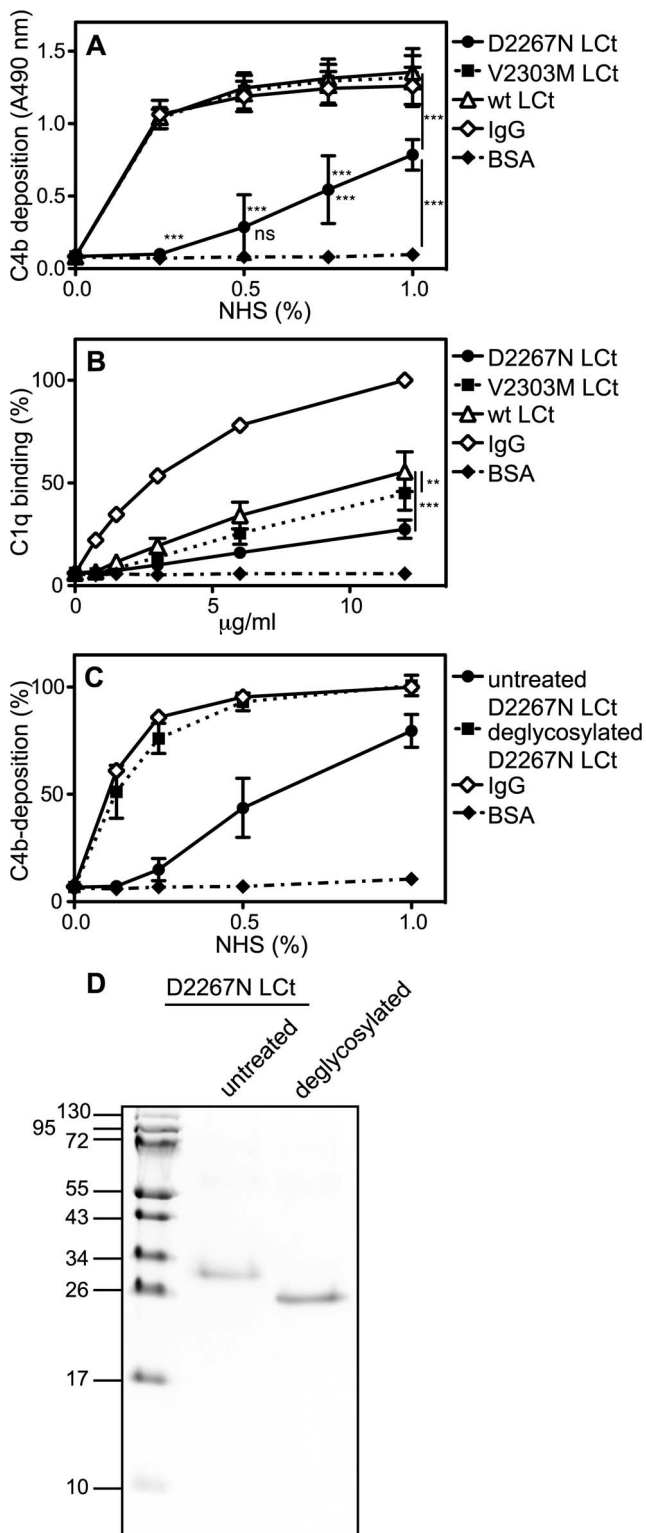 A
C4b deposition (A490 nm)
1.5
1.0
0.5
0.0
0.0 0.5 1.0
NHS (%)
***
***
***
ns
***
***
***
D2267N LCt
V2303M LCt
wt LCt
IgG
BSA
B
C1q binding (%)
100
50
0
0 5 10
µg/ml
**
***
D2267N LCt
V2303M LCt
wt LCt
IgG
BSA
C
C4b-deposition (%)
100
50
0
0.0 0.5 1.0
NHS (%)
untreated
D2267N LCt
deglycosylated
D2267N LCt
IgG
BSA
D
D2267N LCt
untreated
deglycosylated
130
95
72
55
43
34
26
17
10